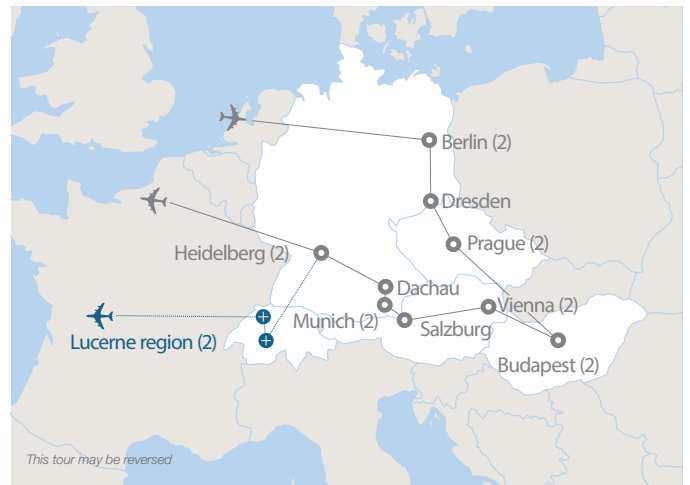 Berlin (2)
Dresden
Prague (2)
Heidelberg (2)
Dachau
Munich (2)
Vienna (2)
Salzburg
Lucerne region (2)
Budapest (2)
This tour may be reversed